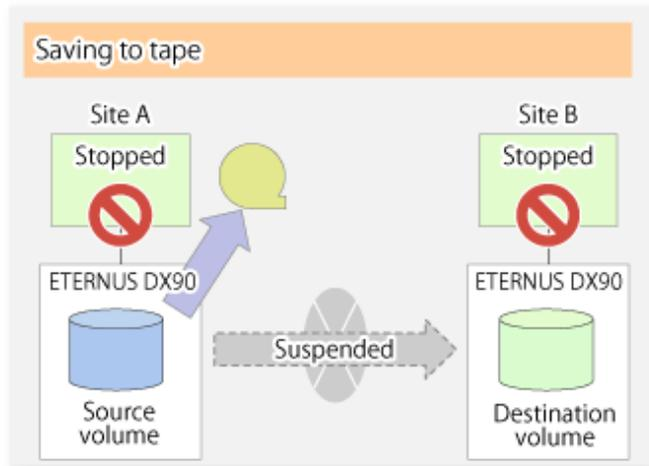 Saving to tape
Site A
Stopped
ETERNUS DX90
Source
volume
Suspended
Site B
Stopped
ETERNUS DX90
Destination
volume